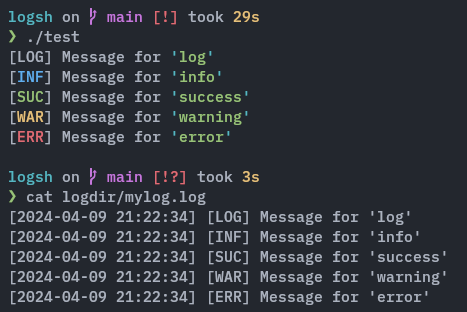 logsh on ᚬ main [!] took 29s
❯ ./test
[LOG] Message for 'log'
[INF] Message for 'info'
[SUC] Message for 'success'
[WAR] Message for 'warning'
[ERR] Message for 'error'
logsh on ᚬ main [!?] took 3s
❯ cat logdir/mylog.log
[2024-04-09 21:22:34] [LOG] Message for 'log'
[2024-04-09 21:22:34] [INF] Message for 'info'
[2024-04-09 21:22:34] [SUC] Message for 'success'
[2024-04-09 21:22:34] [WAR] Message for 'warning'
[2024-04-09 21:22:34] [ERR] Message for 'error'